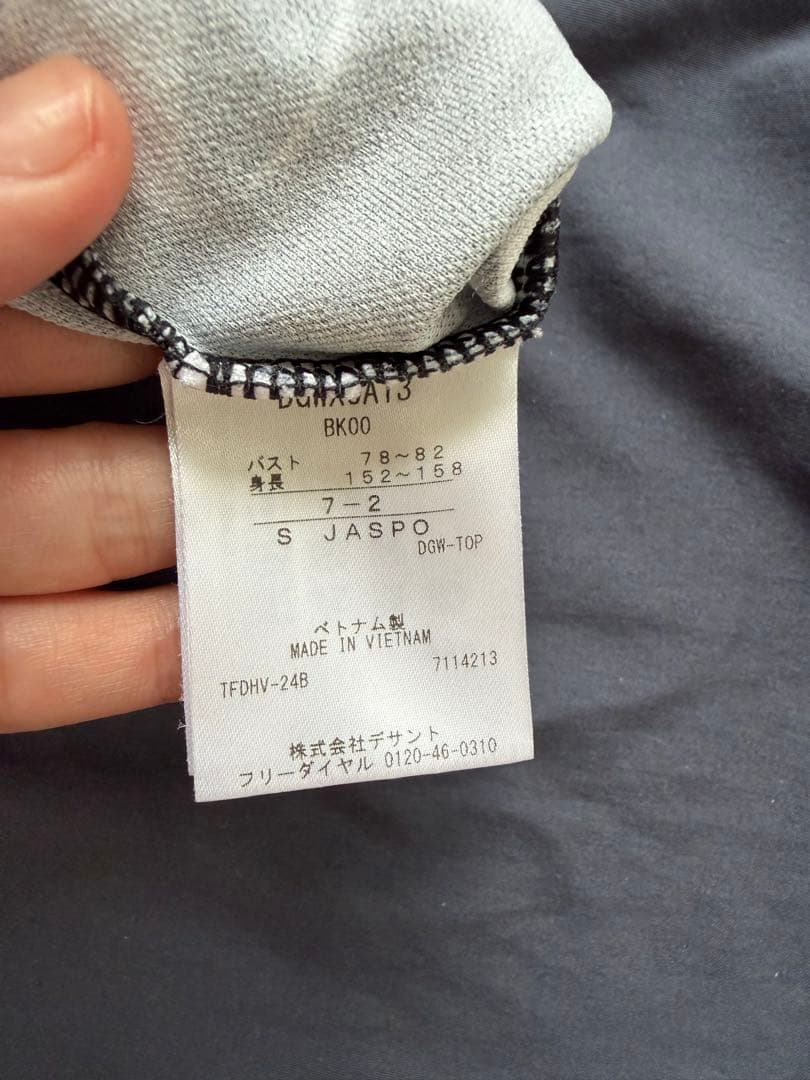 BK00
バスト 78～82
身長 152～158
7-2
S JASPO
DGW-TOP
ベトナム製
MADE IN VIETNAM
TFDHV-24B 7114213
株式会社デサント
フリーダイヤル 0120-46-0310